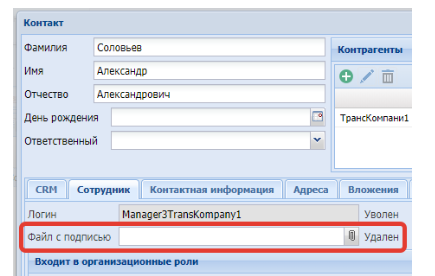 Контакт
Фамилия Соловьев Контрагенты
Имя Александр
Отчество Александрович
День рождения ТрансКомпани1
Ответственный
CRM Сотрудник Контактная информация Адреса Вложения
Логин Manager3TransKompany1 Уволен
Файл с подписью Удален
Входит в организационные роли